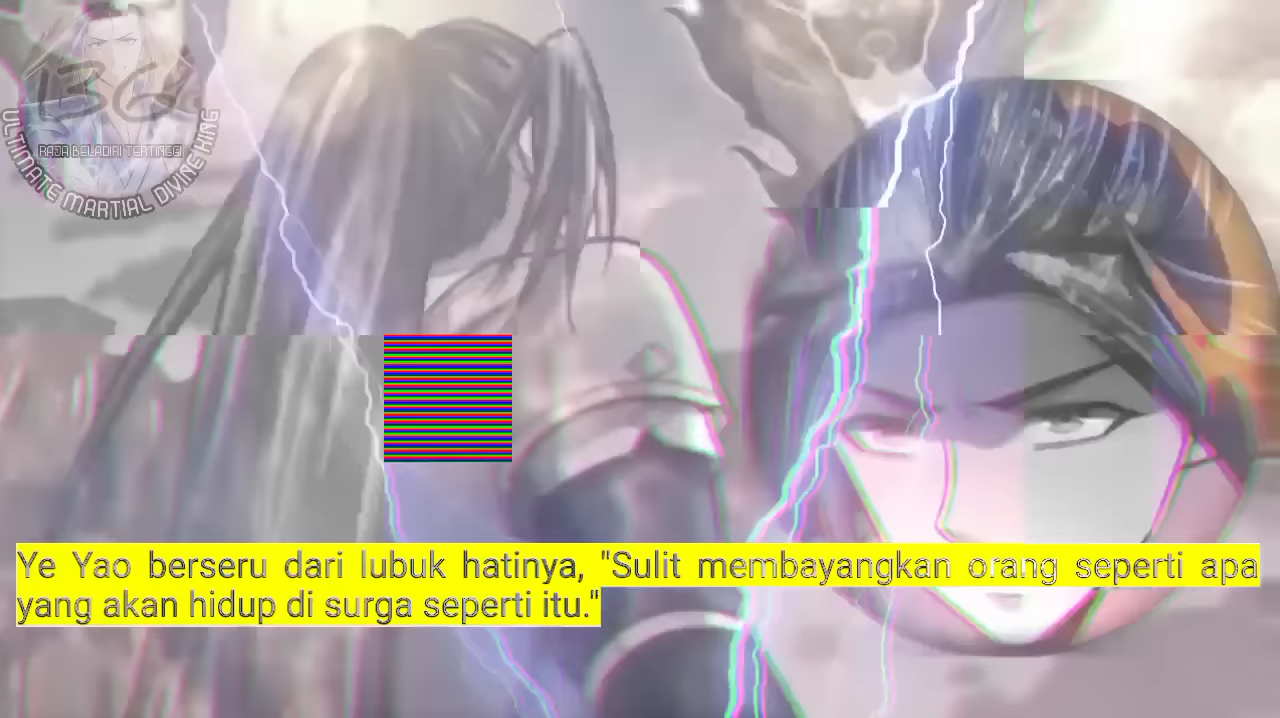 BG
RAJA BELADIRI TERTINGGI
ULTIMATE MARTIAL DIVINE KING
Ye Yao berseru dari lubuk hatinya, "Sulit membayangkan orang seperti apa
yang akan hidup di surga seperti itu."